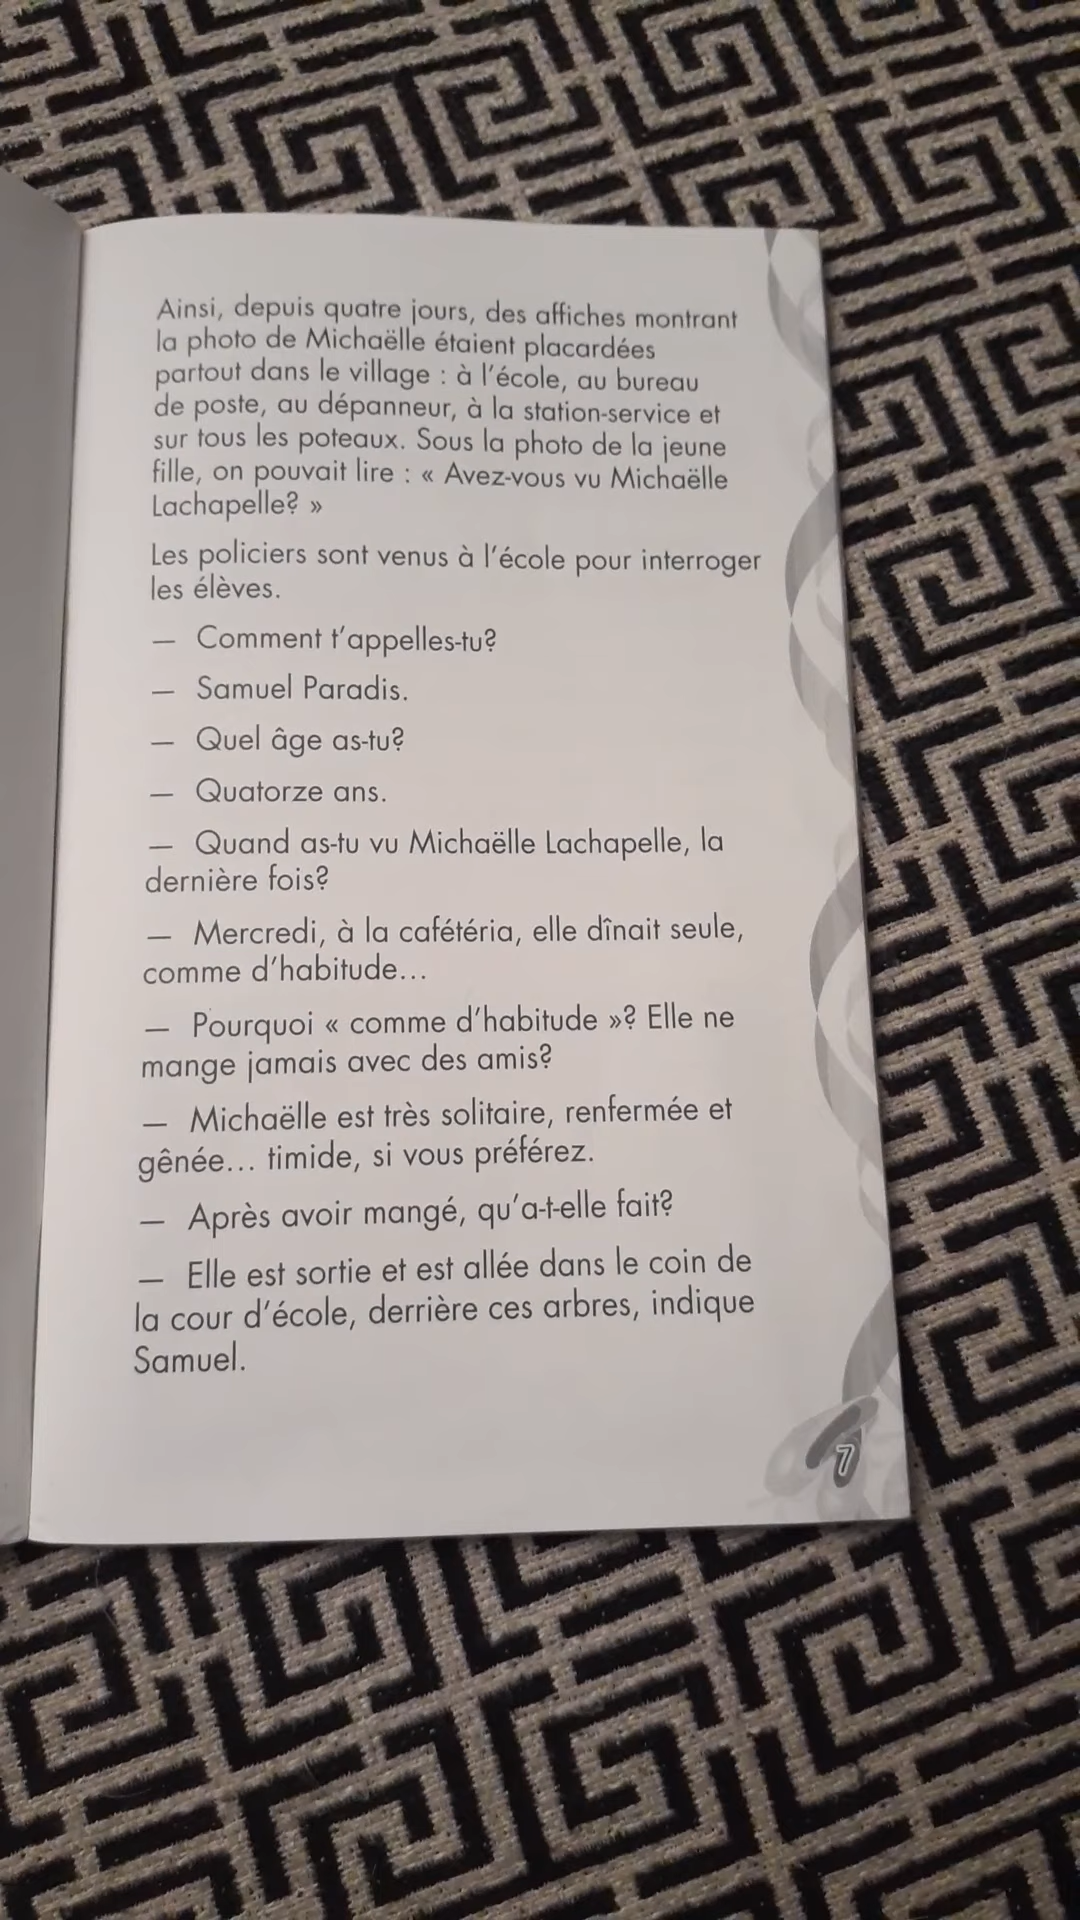 Ainsi, depuis quatre jours, des affiches montrant
la photo de Michaëlle étaient placardées
partout dans le village : à l'école, au bureau
de poste, au dépanneur, à la station-service et
sur tous les poteaux. Sous la photo de la jeune
fille, on pouvait lire : « Avez-vous vu Michaëlle
Lachapelle? »
Les policiers sont venus à l'école pour interroger
les élèves.
— Comment t'appelles-tu?
— Samuel Paradis.
— Quel âge as-tu?
— Quatorze ans.
— Quand as-tu vu Michaëlle Lachapelle, la
dernière fois?
— Mercredi, à la cafétéria, elle dînait seule,
comme d'habitude...
— Pourquoi « comme d'habitude »? Elle ne
mange jamais avec des amis?
— Michaëlle est très solitaire, renfermée et
gênée... timide, si vous préférez.
— Après avoir mangé, qu'a-t-elle fait?
— Elle est sortie et est allée dans le coin de
la cour d'école, derrière ces arbres, indique
Samuel.
7